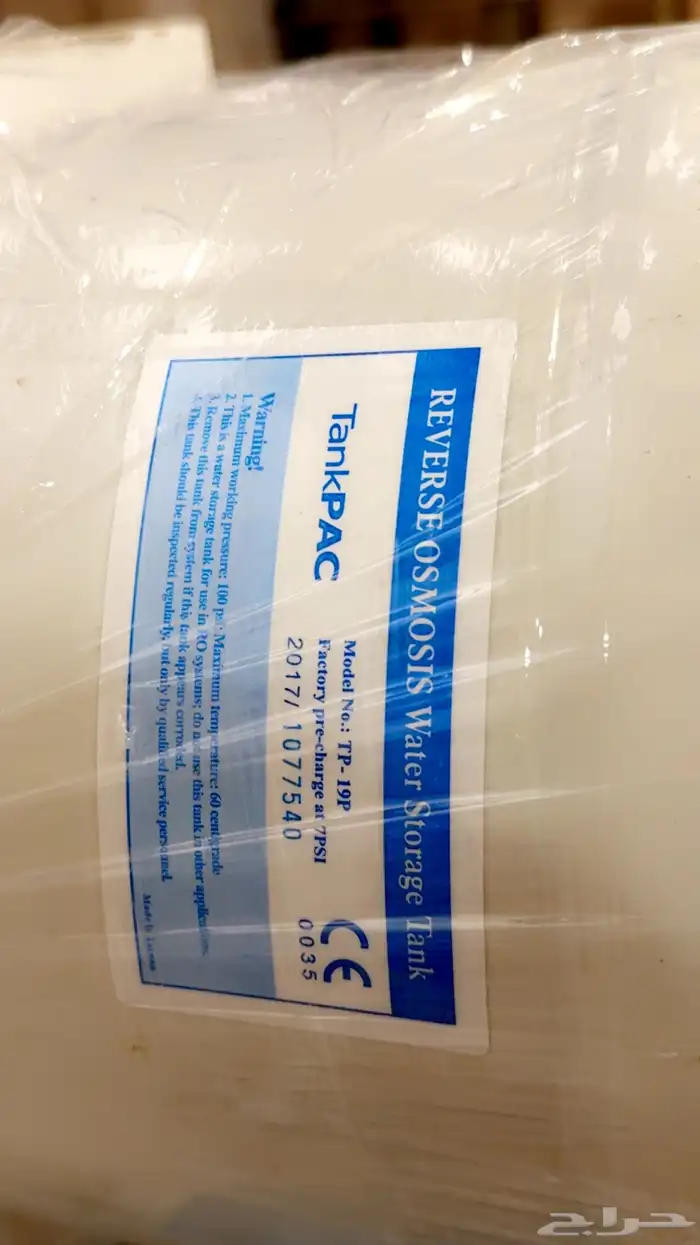 REVERSE OSMOSIS Water Storage Tank
TankPAC
Model No.: TP-19P
Factory pre-charge at 7PSI
2017/1077540
CE
0035
Warning!
1. Maximum working pressure: 100 psi. Maximum temperature: 60 centigrade
2. This is a water storage tank for use in RO systems; do not use this tank in other applications.
3. Remove this tank from system if this tank appears corroded.
4. This tank should be inspected regularly, but only by qualified service personnel.
Made in
حراج